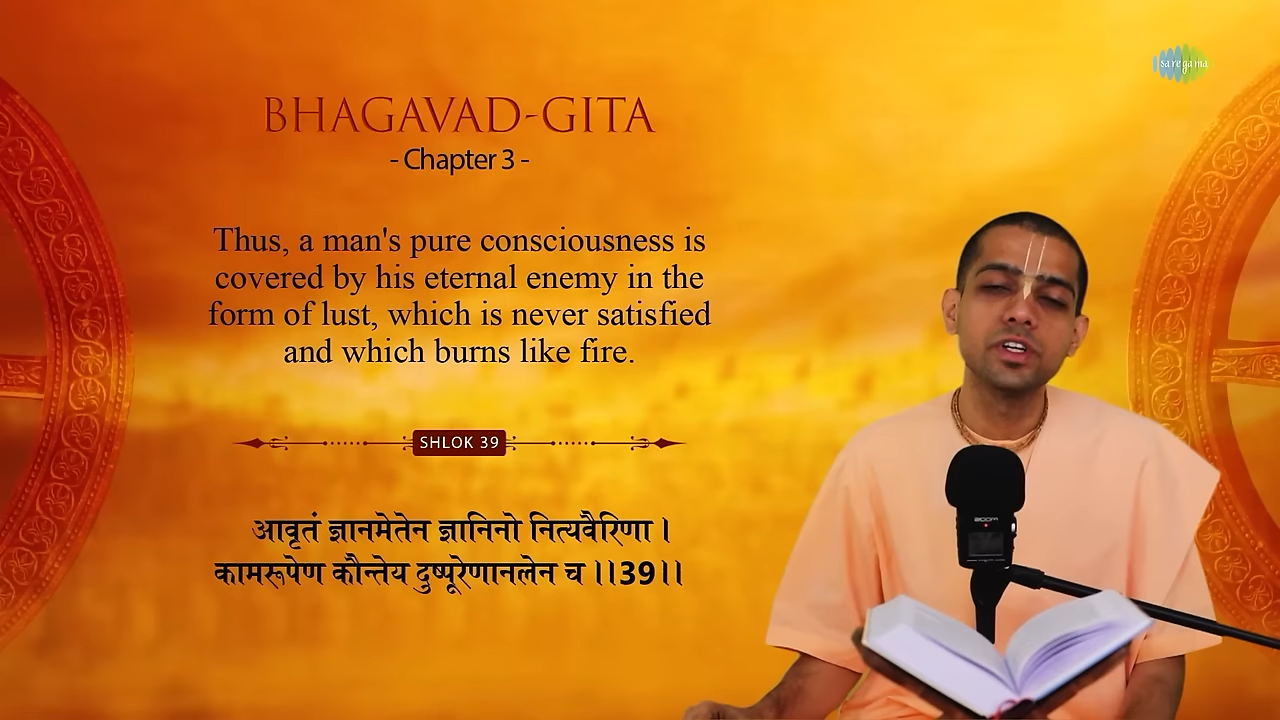 saregama
BHAGAVAD-GITA
- Chapter 3 -
Thus, a man's pure consciousness is
covered by his eternal enemy in the
form of lust, which is never satisfied
and which burns like fire.
SHLOK 39
आवृतं ज्ञानमेतेन ज्ञानिनो नित्यवैरिणा ।
कामरूपेण कौन्तेय दुष्पूरेणानलेन च ।।39।।
zoom